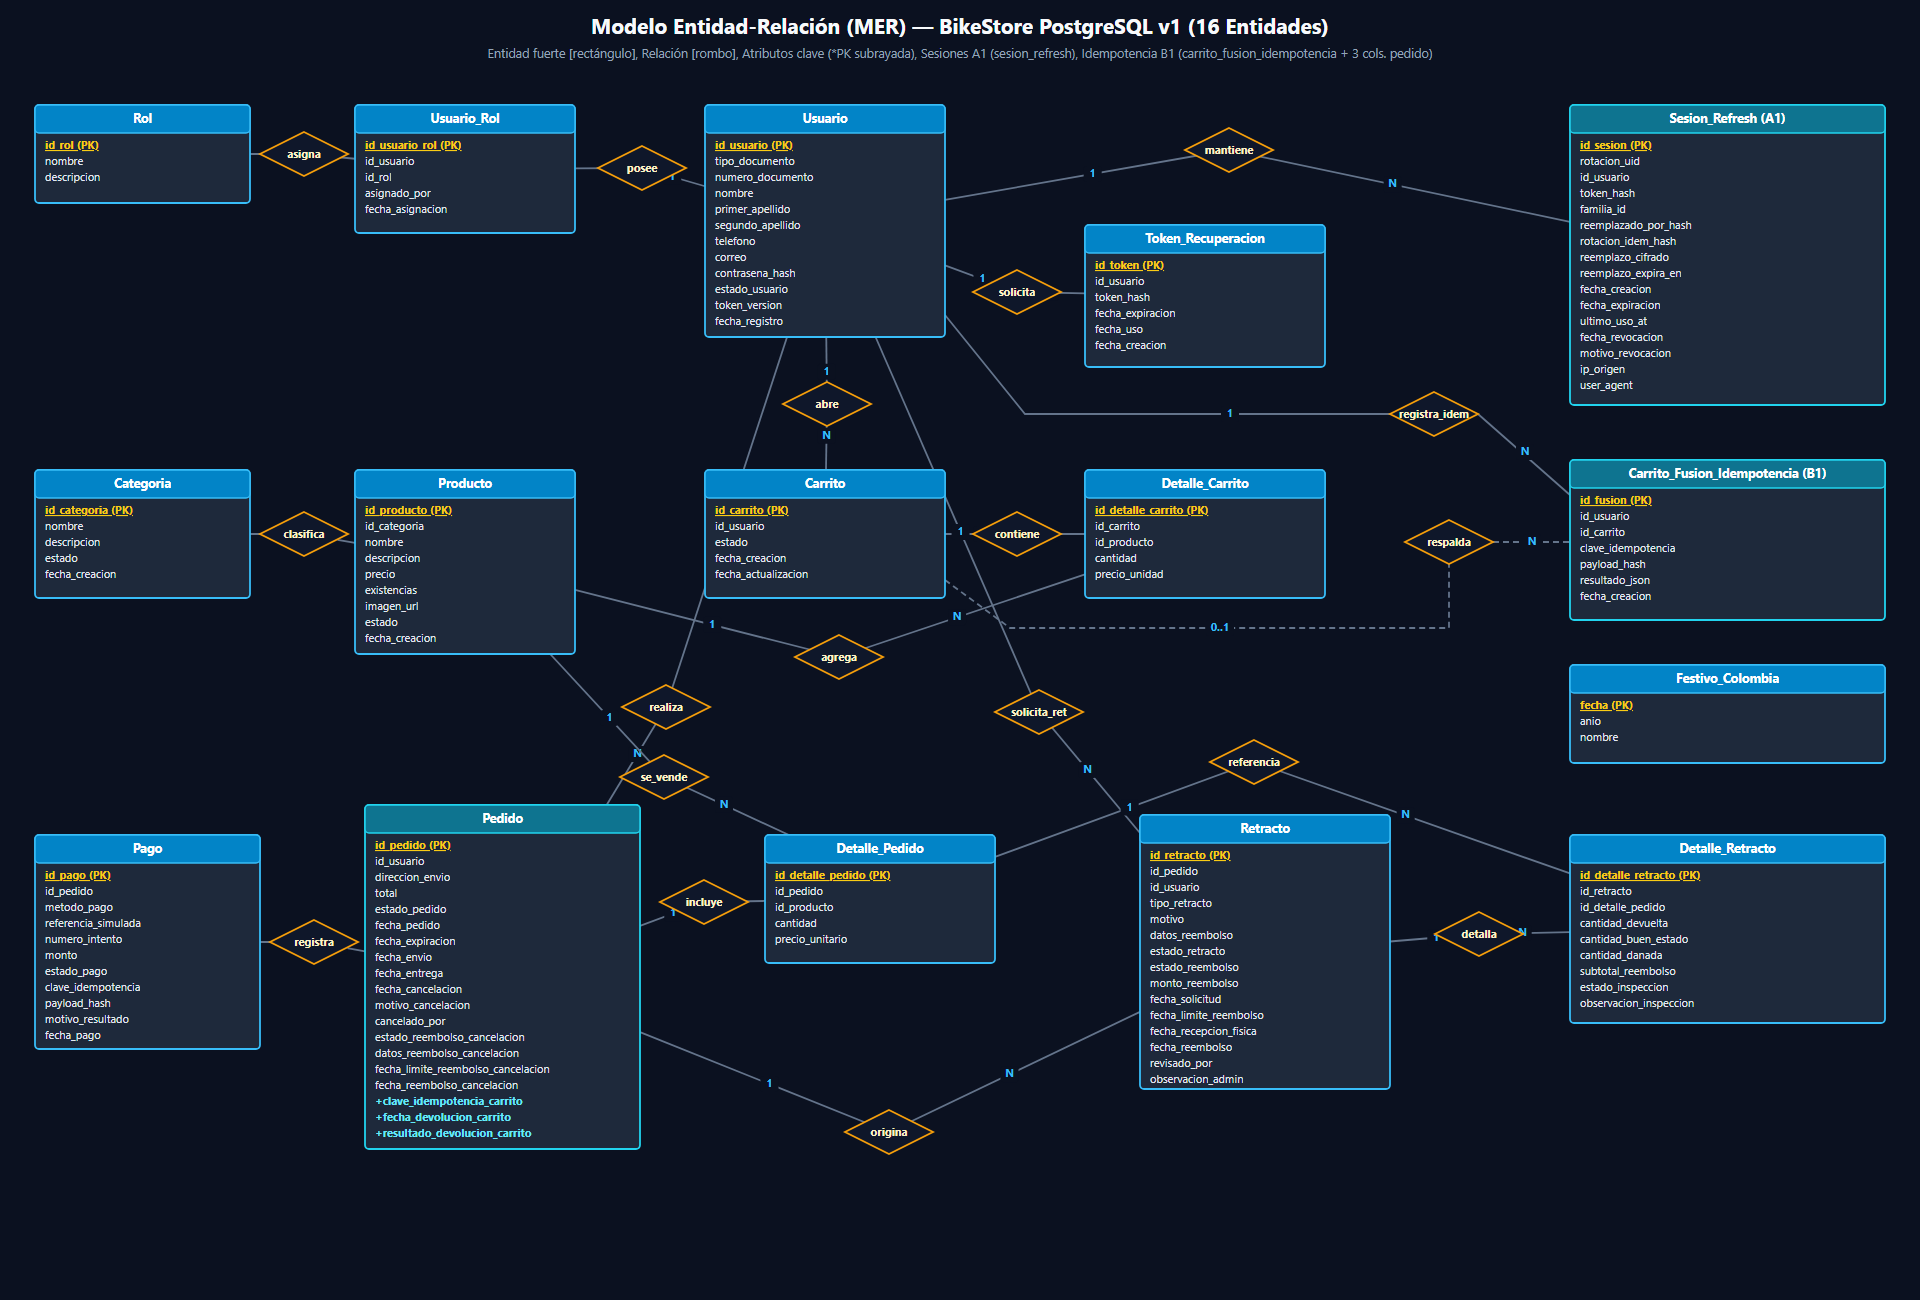 Modelo Entidad-Relación (MER) — BikeStore PostgreSQL v1 (16 Entidades)
Entidad fuerte [rectángulo], Relación [rombo], Atributos clave (*PK subrayada), Sesiones A1 (sesion_refresh), Idempotencia B1 (carrito_fusion_idempotencia + 3 cols. pedido)
Rol
id_rol (PK)
nombre
descripcion
asigna
Usuario_Rol
id_usuario_rol (PK)
id_usuario
id_rol
asignado_por
fecha_asignacion
posee
1
Usuario
id_usuario (PK)
tipo_documento
numero_documento
nombre
primer_apellido
segundo_apellido
telefono
correo
contrasena_hash
estado_usuario
token_version
fecha_registro
1
mantiene
N
Sesion_Refresh (A1)
id_sesion (PK)
rotacion_uid
id_usuario
token_hash
familia_id
reemplazado_por_hash
rotacion_idem_hash
reemplazo_cifrado
reemplazo_expira_en
fecha_creacion
fecha_expiracion
ultimo_uso_at
fecha_revocacion
motivo_revocacion
ip_origen
user_agent
1
solicita
Token_Recuperacion
id_token (PK)
id_usuario
token_hash
fecha_expiracion
fecha_uso
fecha_creacion
1
abre
N
1
registra_idem
N
Categoria
id_categoria (PK)
nombre
descripcion
estado
fecha_creacion
clasifica
Producto
id_producto (PK)
id_categoria
nombre
descripcion
precio
existencias
imagen_url
estado
fecha_creacion
Carrito
id_carrito (PK)
id_usuario
estado
fecha_creacion
fecha_actualizacion
1
contiene
Detalle_Carrito
id_detalle_carrito (PK)
id_carrito
id_producto
cantidad
precio_unidad
respalda
N
0..1
Carrito_Fusion_Idempotencia (B1)
id_fusion (PK)
id_usuario
id_carrito
clave_idempotencia
payload_hash
resultado_json
fecha_creacion
1
agrega
N
realiza
N
1
se_vende
N
solicita_ret
N
Festivo_Colombia
fecha (PK)
anio
nombre
1
referencia
N
Pago
id_pago (PK)
id_pedido
metodo_pago
referencia_simulada
numero_intento
monto
estado_pago
clave_idempotencia
payload_hash
motivo_resultado
fecha_pago
registra
Pedido
id_pedido (PK)
id_usuario
direccion_envio
total
estado_pedido
fecha_pedido
fecha_expiracion
fecha_envio
fecha_entrega
fecha_cancelacion
motivo_cancelacion
cancelado_por
estado_reembolso_cancelacion
datos_reembolso_cancelacion
fecha_limite_reembolso_cancelacion
fecha_reembolso_cancelacion
+clave_idempotencia_carrito
+fecha_devolucion_carrito
+resultado_devolucion_carrito
1
incluye
Detalle_Pedido
id_detalle_pedido (PK)
id_pedido
id_producto
cantidad
precio_unitario
Retracto
id_retracto (PK)
id_pedido
id_usuario
tipo_retracto
motivo
datos_reembolso
estado_retracto
estado_reembolso
monto_reembolso
fecha_solicitud
fecha_limite_reembolso
fecha_recepcion_fisica
fecha_reembolso
revisado_por
observacion_admin
1
detalla
N
Detalle_Retracto
id_detalle_retracto (PK)
id_retracto
id_detalle_pedido
cantidad_devuelta
cantidad_buen_estado
cantidad_danada
subtotal_reembolso
estado_inspeccion
observacion_inspeccion
1
origina
N